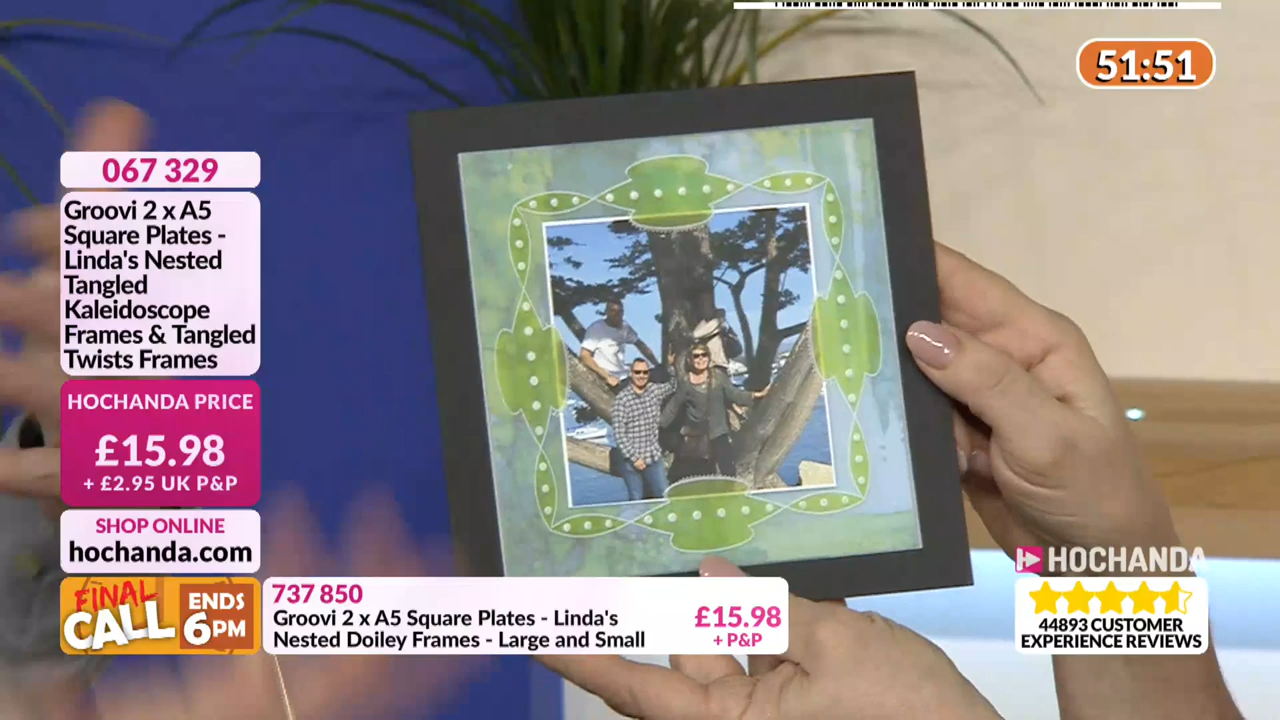 51:51
067 329
Groovi 2 x A5
Square Plates -
Linda's Nested
Tangled
Kaleidoscope
Frames & Tangled
Twists Frames
HOCHANDA PRICE
£15.98
+ £2.95 UK P&P
SHOP ONLINE
hochanda.com
FINAL
CALL
ENDS
6PM
737 850
Groovi 2 x A5 Square Plates - Linda's
Nested Doiley Frames - Large and Small
£15.98
+ P&P
HOCHANDA
44893 CUSTOMER
EXPERIENCE REVIEWS